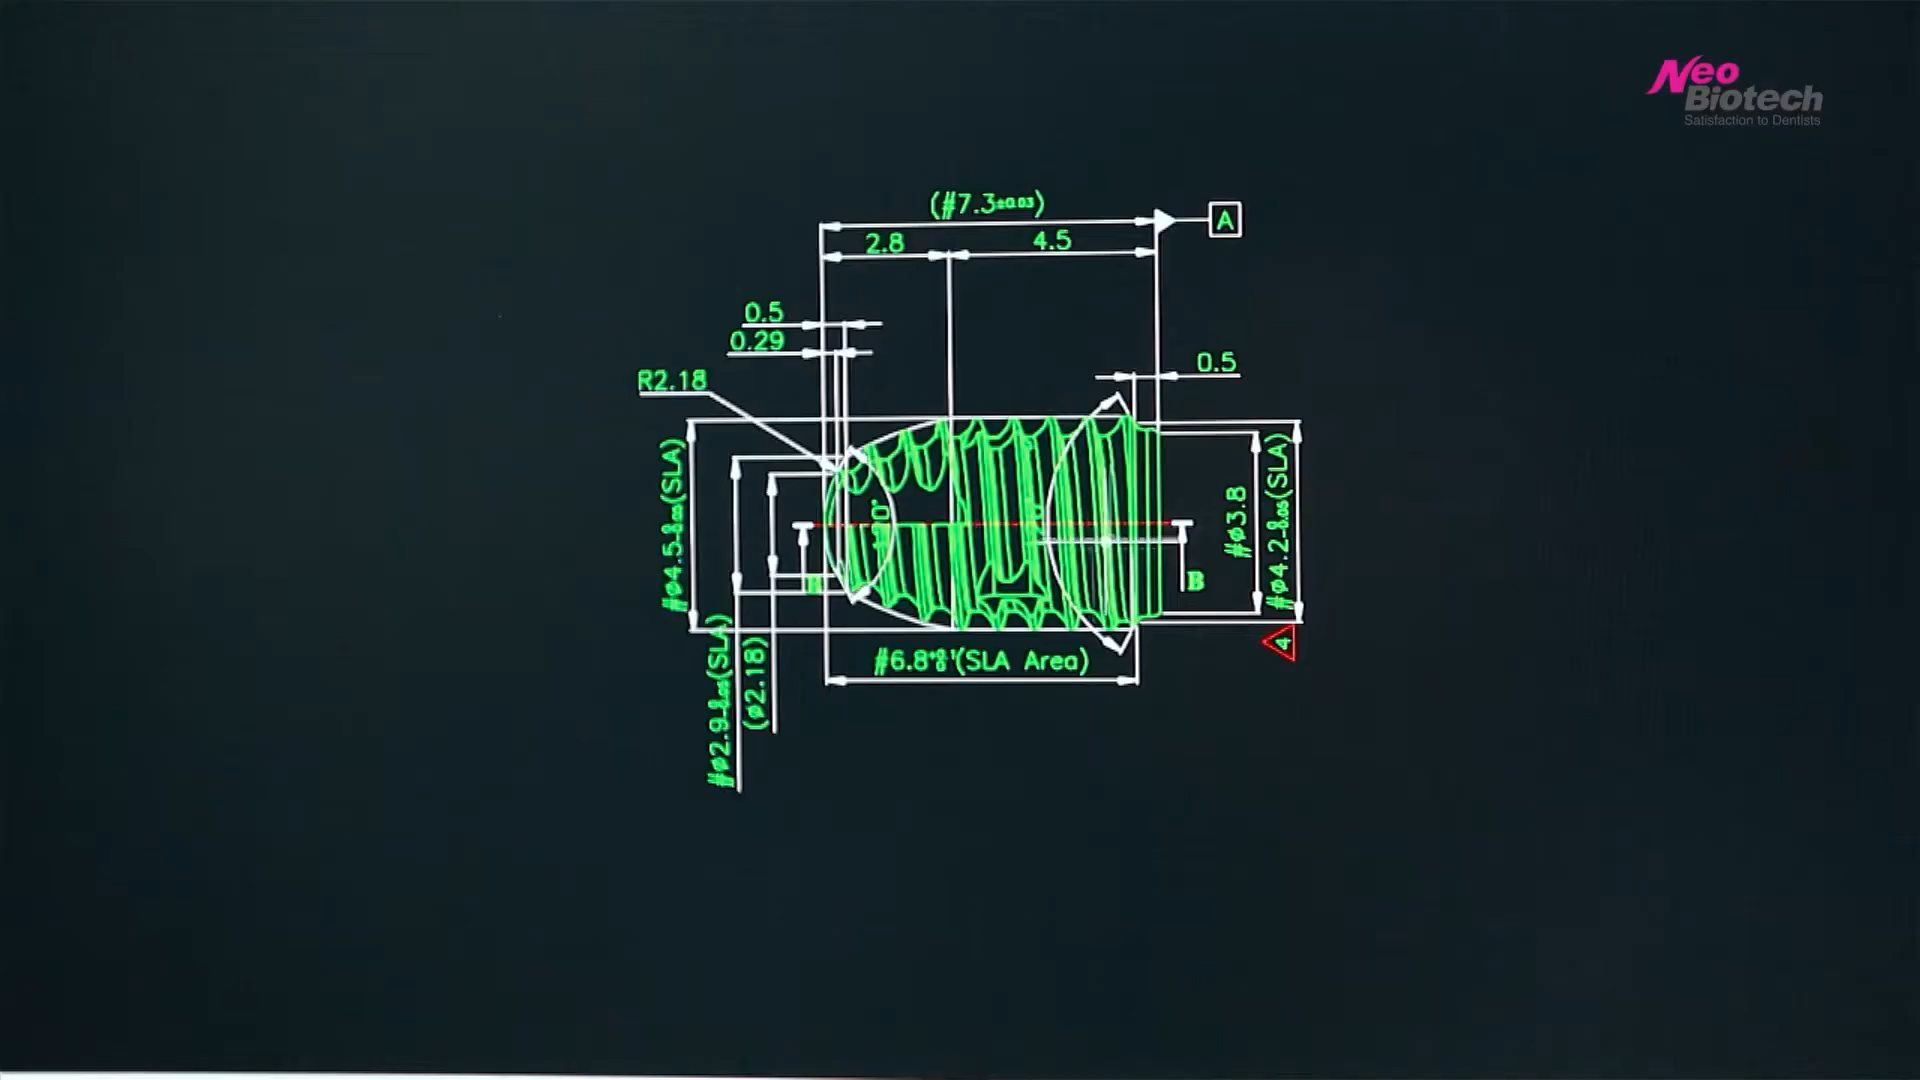 Neo
Biotech
Satisfaction to Dentists
(#7.3±0.03)
A
2.8
4.5
0.5
0.29
0.5
R2.18
#ø4.5
(SLA)
#ø3.8
#ø4.2
(SLA)
B
4
#6.8
(SLA Area)
#ø2.9
(SLA)
(ø2.18)